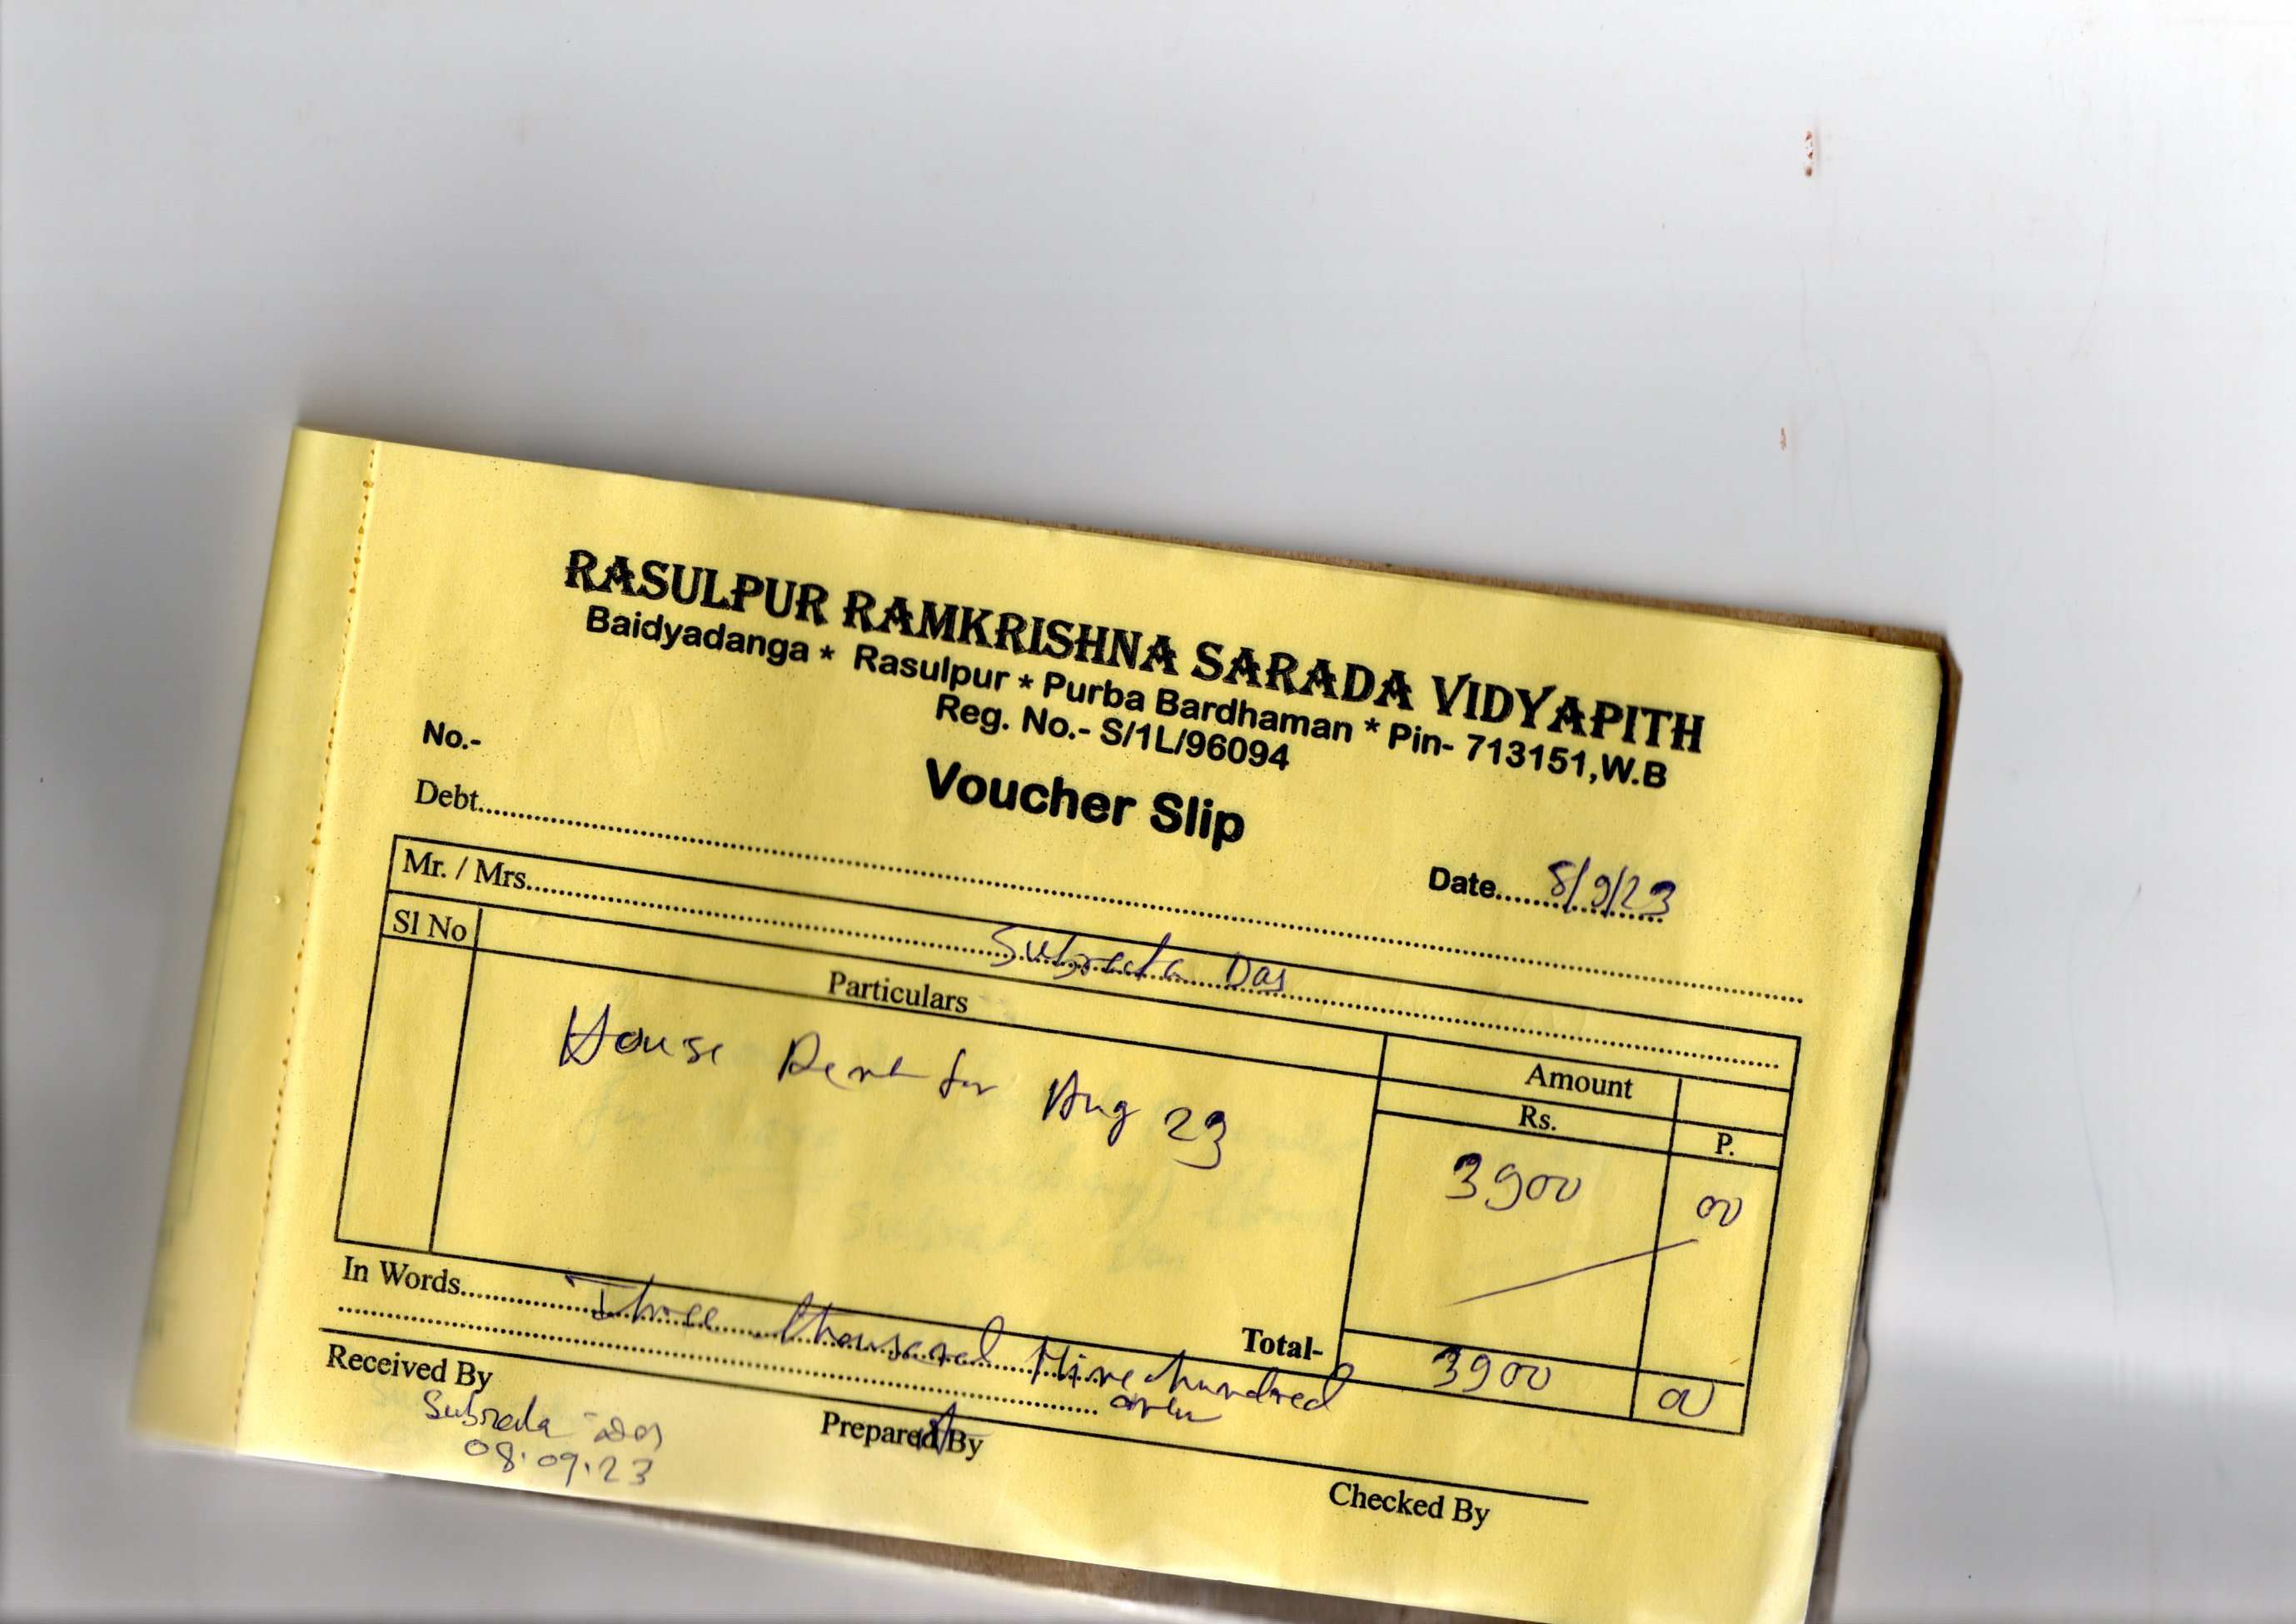 RASULPUR RAMKRISHNA SARADA VIDYAPITH
Baidyadanga * Rasulpur * Purba Bardhaman * Pin- 713151,W.B
Reg. No.- S/1L/96094
No.-
Voucher Slip
Date.....8/9/23
Debt.....
Mr. / Mrs.....Subrata Das
Sl No Particulars Amount
Rs. P.
House Rent for Aug 23 3900 00
Total- 3900 00
In Words.....Three thousand Nine hundred
Received By Prepared By Checked By
Subrata Das
08.09.23